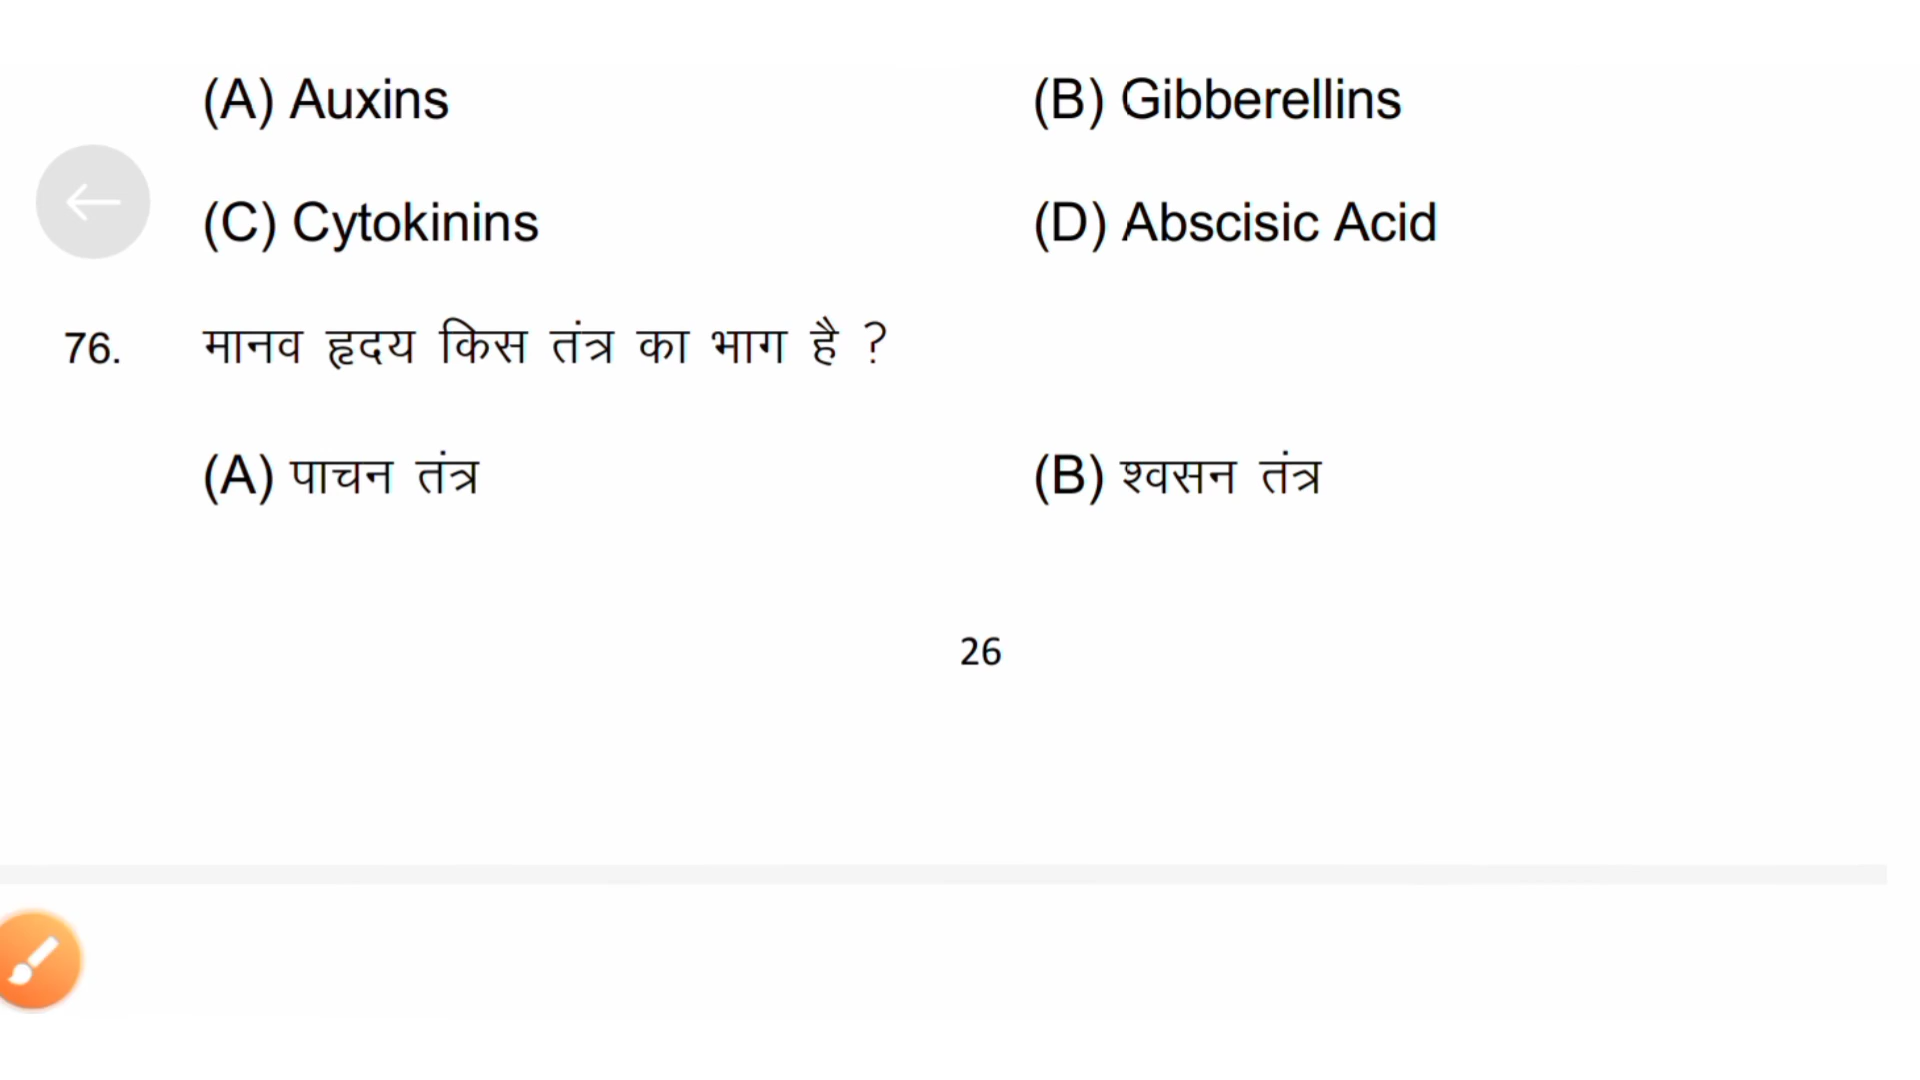 (A) Auxins (B) Gibberellins
(C) Cytokinins (D) Abscisic Acid
76. मानव हृदय किस तंत्र का भाग है ?
(A) पाचन तंत्र (B) श्वसन तंत्र
26